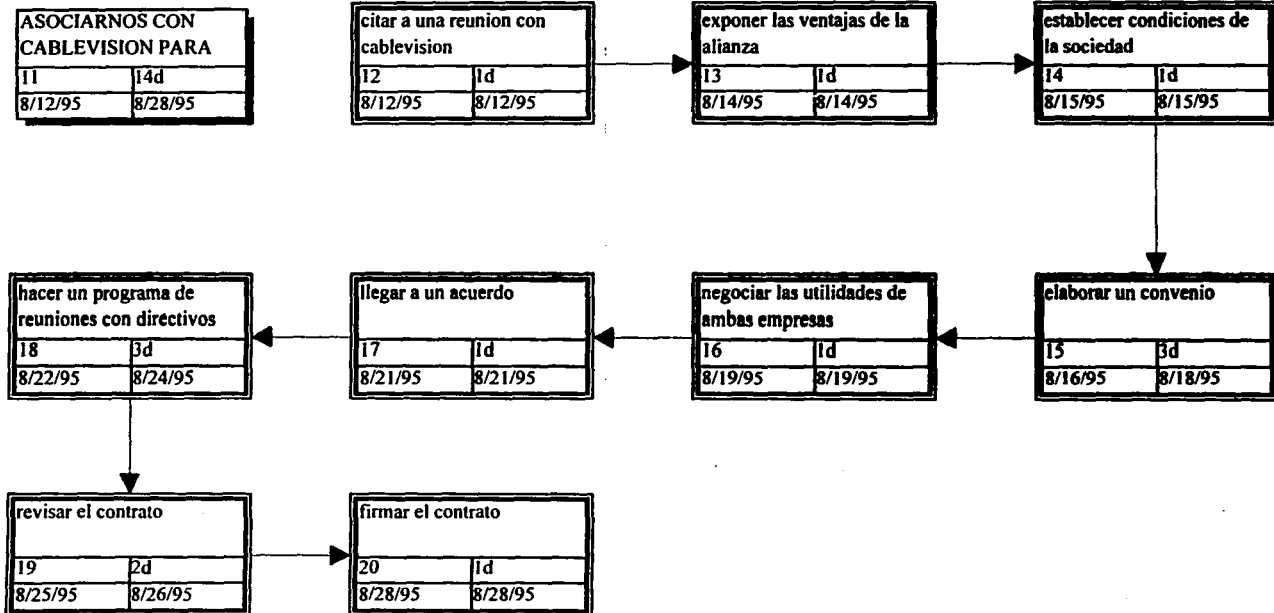 ASOCIARNOS CON
CABLEVISION PARA
11 14d
8/12/95 8/28/95
citar a una reunion con
cablevision
12 1d
8/12/95 8/12/95
exponer las ventajas de la
alianza
13 1d
8/14/95 8/14/95
establecer condiciones de
la sociedad
14 1d
8/15/95 8/15/95
hacer un programa de
reuniones con directivos
18 3d
8/22/95 8/24/95
llegar a un acuerdo
17 1d
8/21/95 8/21/95
negociar las utilidades de
ambas empresas
16 1d
8/19/95 8/19/95
elaborar un convenio
15 3d
8/16/95 8/18/95
revisar el contrato
19 2d
8/25/95 8/26/95
firmar el contrato
20 1d
8/28/95 8/28/95